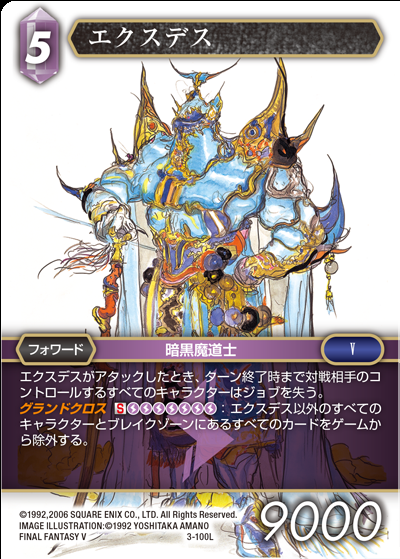 5
エクスデス
フォワード
暗黒魔道士
V
エクスデスがアタックしたとき、ターン終了時まで対戦相手のコ
ントロールするすべてのキャラクターはジョブを失う。
グランドクロス S：エクスデス以外のすべての
キャラクターとブレイクゾーンにあるすべてのカードをゲームか
ら除外する。
©1992,2006 SQUARE ENIX CO., LTD. All Rights Reserved.
IMAGE ILLUSTRATION:©1992 YOSHITAKA AMANO
FINAL FANTASY V
3-100L
9000